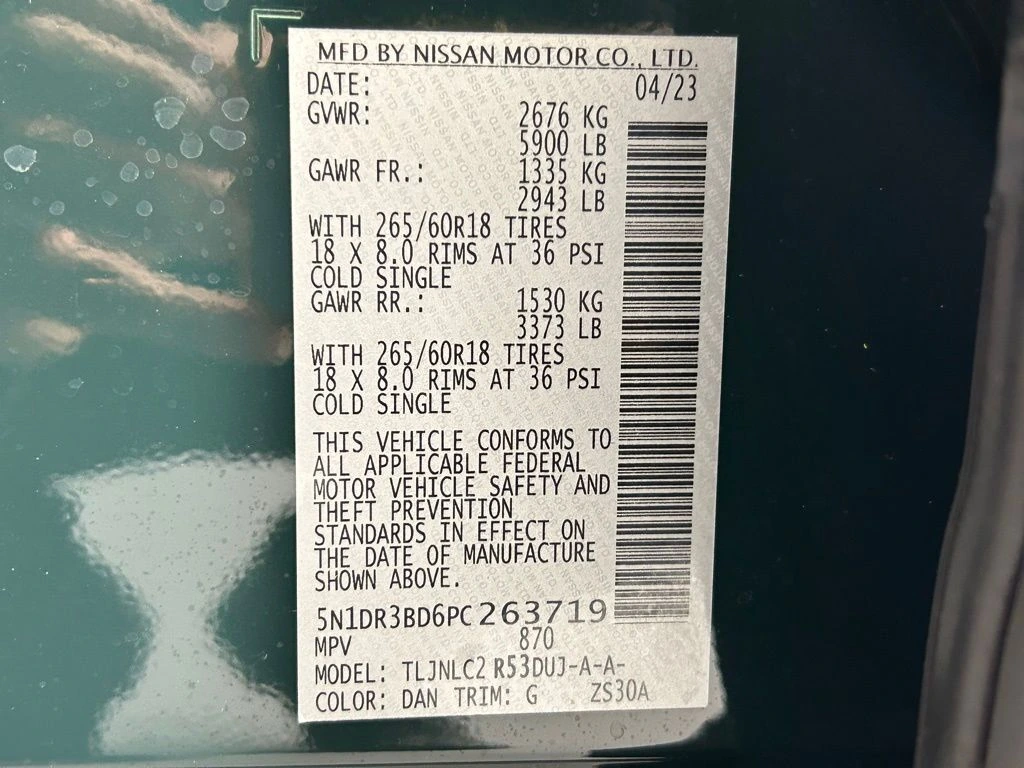 MFD BY NISSAN MOTOR CO., LTD.
DATE: 04/23
GVWR: 2676 KG
5900 LB
GAWR FR.: 1335 KG
2943 LB
WITH 265/60R18 TIRES
18 X 8.0 RIMS AT 36 PSI
COLD SINGLE
GAWR RR.: 1530 KG
3373 LB
WITH 265/60R18 TIRES
18 X 8.0 RIMS AT 36 PSI
COLD SINGLE
THIS VEHICLE CONFORMS TO
ALL APPLICABLE FEDERAL
MOTOR VEHICLE SAFETY AND
THEFT PREVENTION
STANDARDS IN EFFECT ON
THE DATE OF MANUFACTURE
SHOWN ABOVE.
5N1DR3BD6PC263719
MPV 870
MODEL: TLJNLC2 R53DUJ-A-A-
COLOR: DAN TRIM: G ZS30A